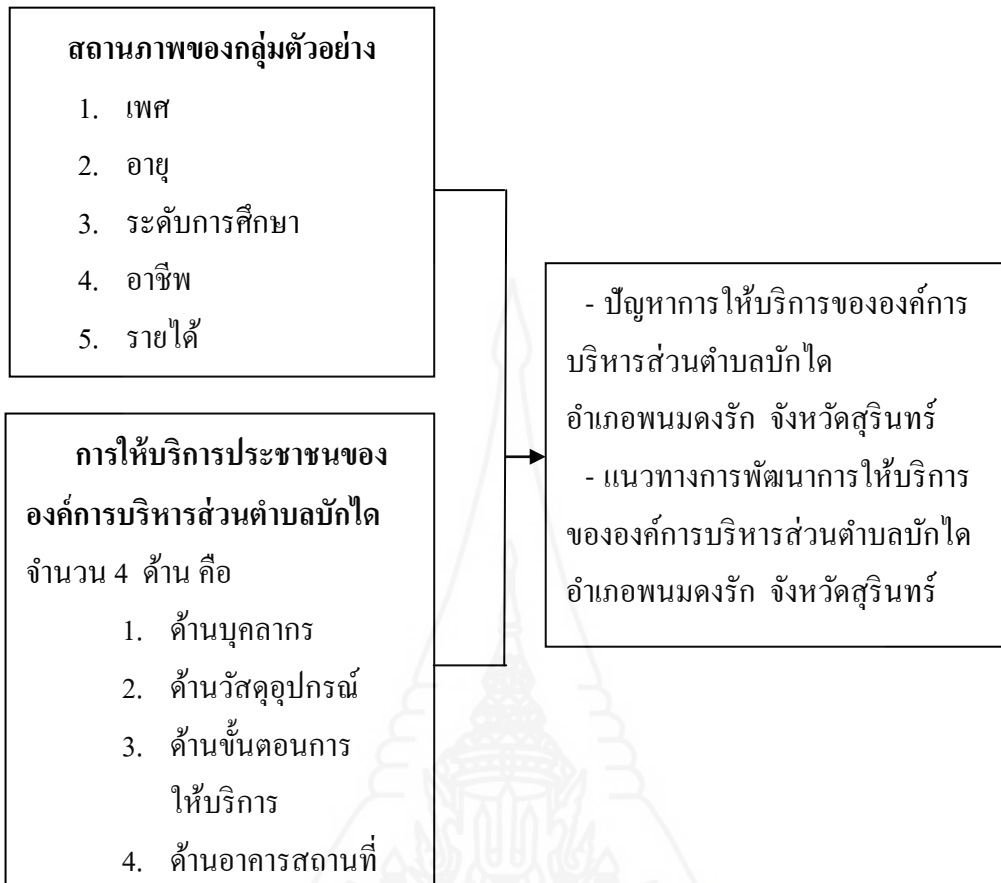 สถานภาพของกลุ่มตัวอย่าง
1. เพศ
2. อายุ
3. ระดับการศึกษา
4. อาชีพ
5. รายได้
การให้บริการประชาชนของ
องค์การบริหารส่วนตำบลบักได
จำนวน 4 ด้าน คือ
1. ด้านบุคลากร
2. ด้านวัสดุอุปกรณ์
3. ด้านขั้นตอนการ
ให้บริการ
4. ด้านอาคารสถานที่
- ปัญหาการให้บริการขององค์การ
บริหารส่วนตำบลบักได
อำเภอพนมดงรัก จังหวัดสุรินทร์
- แนวทางการพัฒนาการให้บริการ
ขององค์การบริหารส่วนตำบลบักได
อำเภอพนมดงรัก จังหวัดสุรินทร์